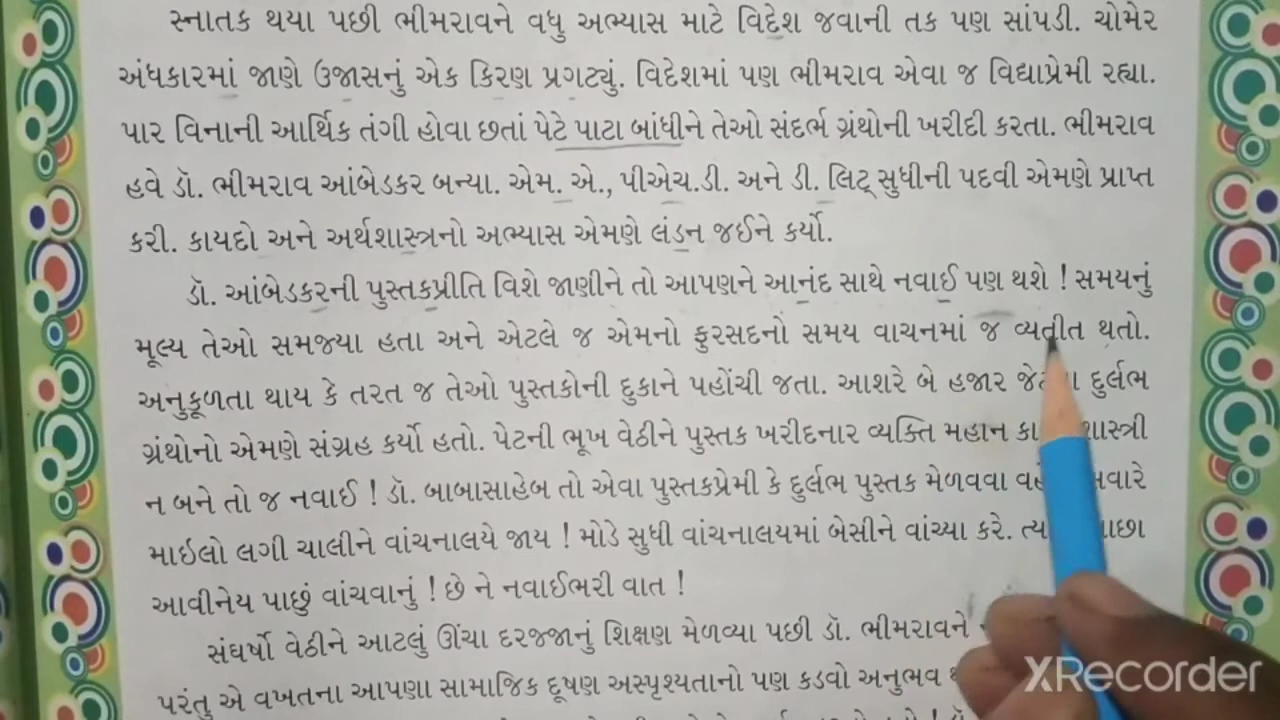 સ્નાતક થયા પછી ભીમરાવને વધુ અભ્યાસ માટે વિદેશ જવાની તક પણ સાંપડી. ચોમેર
અંધકારમાં જાણે ઉજાસનું એક કિરણ પ્રગટ્યું. વિદેશમાં પણ ભીમરાવ એવા જ વિદ્યાપ્રેમી રહ્યા.
પાર વિનાની આર્થિક તંગી હોવા છતાં પેટે પાટા બાંધીને તેઓ સંદર્ભ ગ્રંથોની ખરીદી કરતા. ભીમરાવ
હવે ડૉ. ભીમરાવ આંબેડકર બન્યા. એમ. એ., પીએચ.ડી. અને ડી. લિટ્ સુધીની પદવી એમણે પ્રાપ્ત
કરી. કાયદો અને અર્થશાસ્ત્રનો અભ્યાસ એમણે લંડન જઈને કર્યો.
ડૉ. આંબેડકરની પુસ્તકપ્રીતિ વિશે જાણીને તો આપણને આનંદ સાથે નવાઈ પણ થશે ! સમયનું
મૂલ્ય તેઓ સમજ્યા હતા અને એટલે જ એમનો ફુરસદનો સમય વાચનમાં જ વ્યતીત થતો.
અનુકૂળતા થાય કે તરત જ તેઓ પુસ્તકોની દુકાને પહોંચી જતા. આશરે બે હજાર દુર્લભ
ગ્રંથોનો એમણે સંગ્રહ કર્યો હતો. પેટની ભૂખ વેઠીને પુસ્તક ખરીદનાર વ્યક્તિ મહાન
ન બને તો જ નવાઈ ! ડૉ. બાબાસાહેબ તો એવા પુસ્તકપ્રેમી કે દુર્લભ પુસ્તક મેળવવા
માઇલો લગી ચાલીને વાંચનાલયે જાય ! મોડે સુધી વાંચનાલયમાં બેસીને વાંચ્યા કરે. પાછા
આવીનેય પાછું વાંચવાનું ! છે ને નવાઈભરી વાત !
સંઘર્ષો વેઠીને આટલું ઊંચા દરજ્જાનું શિક્ષણ મેળવ્યા પછી ડૉ. ભીમરાવને
પરંતુ એ વખતના આપણા સામાજિક દૂષણ અસ્પૃશ્યતાનો પણ કડવો અનુભવ
XRecorder